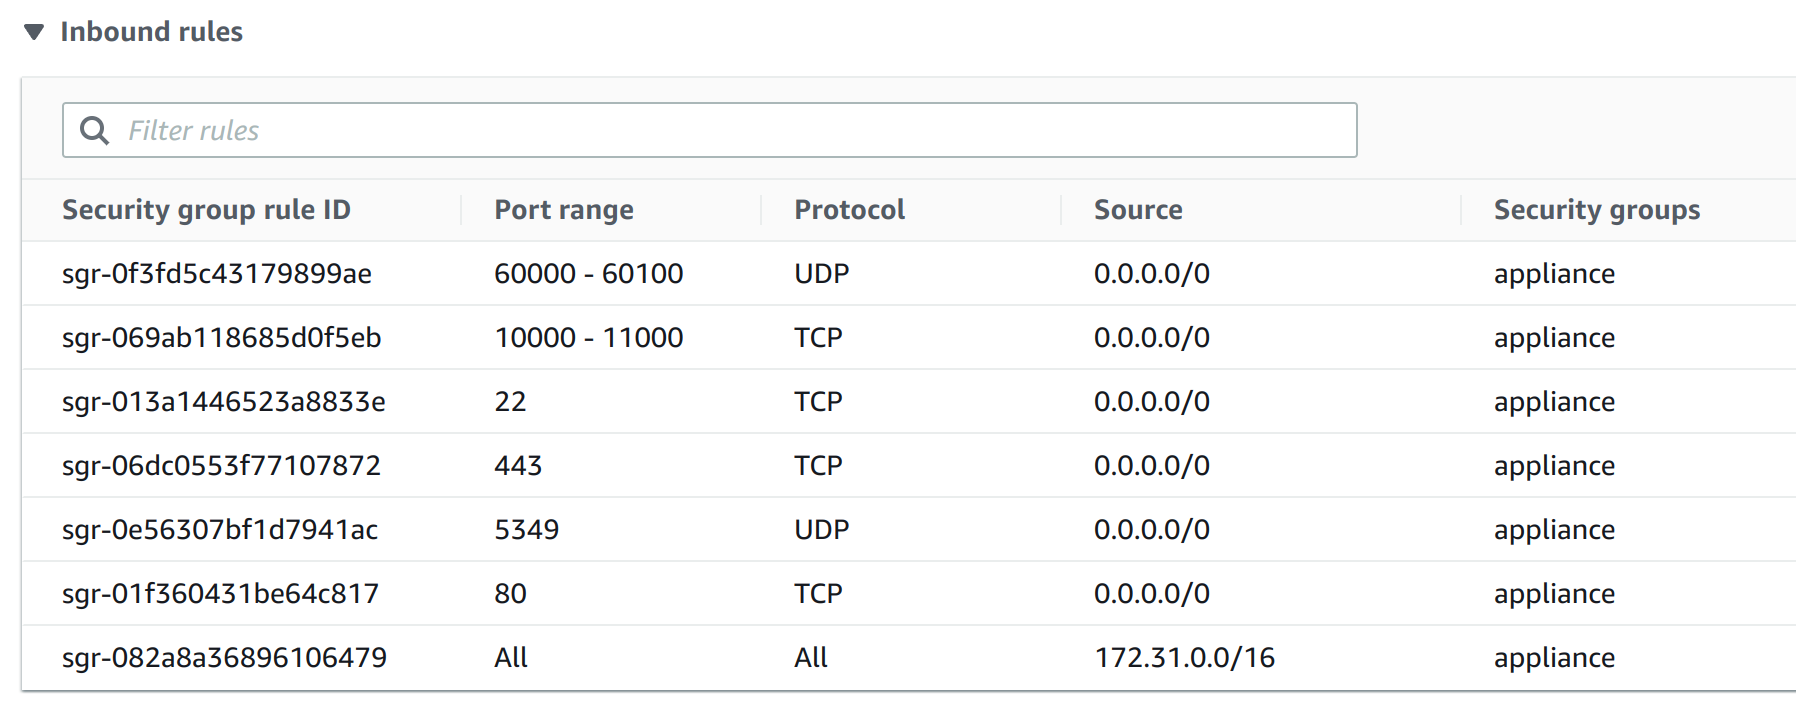 Inbound rules
Filter rules
Security group rule ID Port range Protocol Source Security groups
sgr-0f3fd5c43179899ae 60000 - 60100 UDP 0.0.0.0/0 appliance
sgr-069ab118685d0f5eb 10000 - 11000 TCP 0.0.0.0/0 appliance
sgr-013a1446523a8833e 22 TCP 0.0.0.0/0 appliance
sgr-06dc0553f77107872 443 TCP 0.0.0.0/0 appliance
sgr-0e56307bf1d7941ac 5349 UDP 0.0.0.0/0 appliance
sgr-01f360431be64c817 80 TCP 0.0.0.0/0 appliance
sgr-082a8a36896106479 All All 172.31.0.0/16 appliance